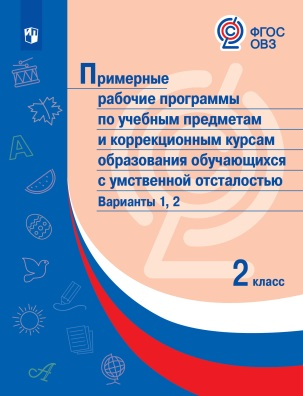 ФГОС
ОВЗ
Примерные
рабочие программы
по учебным предметам
и коррекционным курсам
образования обучающихся
с умственной отсталостью
Варианты 1, 2
2 класс
А
А